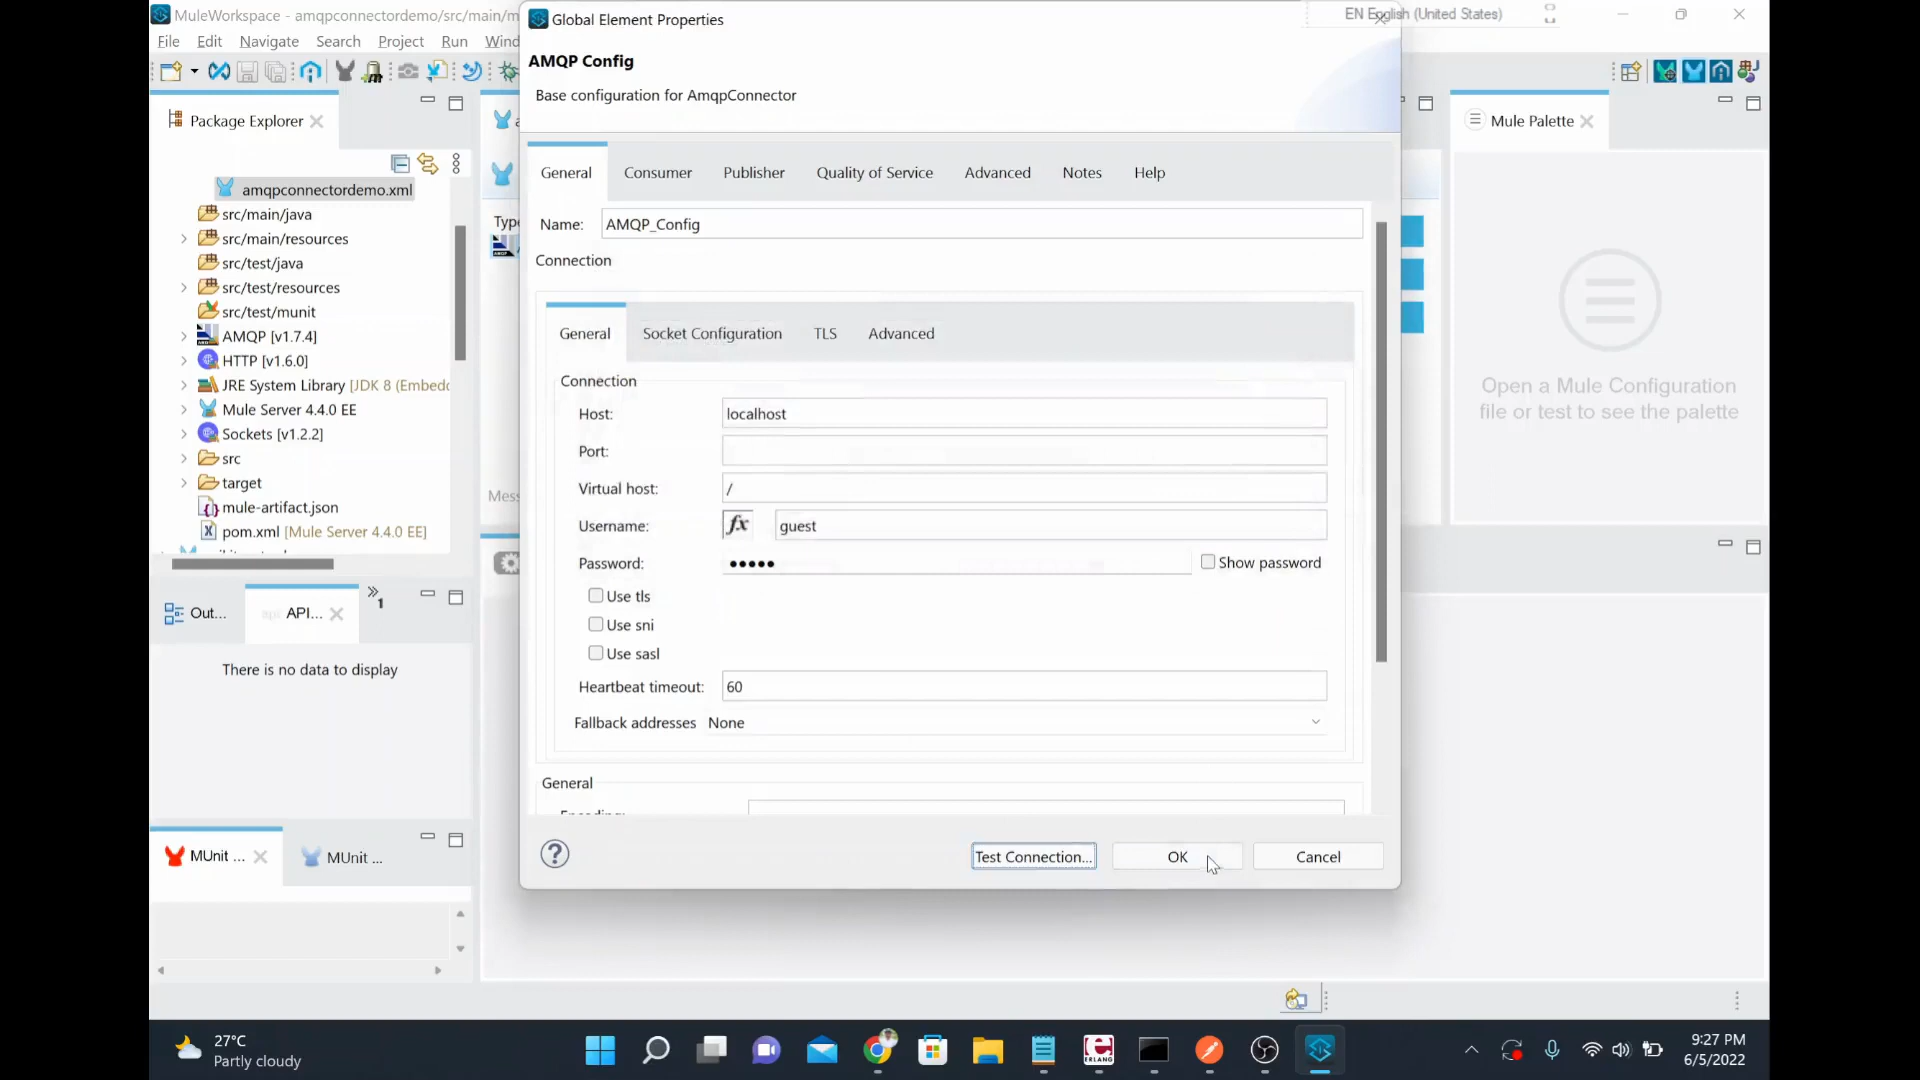 MuleWorkspace - amqpconnectordemo/src/main/m
Global Element Properties
EN English (United States)
File Edit Navigate Search Project Run Wind
AMQP Config
Base configuration for AmqpConnector
Package Explorer
Mule Palette
General Consumer Publisher Quality of Service Advanced Notes Help
amqpconnectordemo.xml
src/main/java
src/main/resources
src/test/java
src/test/resources
src/test/munit
AMQP [v1.7.4]
HTTP [v1.6.0]
JRE System Library [JDK 8 (Embedd
Mule Server 4.4.0 EE
Sockets [v1.2.2]
src
target
mule-artifact.json
pom.xml [Mule Server 4.4.0 EE]
Type
Name: AMQP_Config
Connection
General Socket Configuration TLS Advanced
Connection
Host: localhost
Port:
Virtual host: /
Username: fx guest
Password: ••••• Show password
Use tls
Use sni
Use sasl
Heartbeat timeout: 60
Fallback addresses None
General
Test Connection... OK Cancel
Mess
Open a Mule Configuration
file or test to see the palette
Out... API...
1
There is no data to display
MUnit ... MUnit ...
27°C
Partly cloudy
ERLANG
9:27 PM
6/5/2022